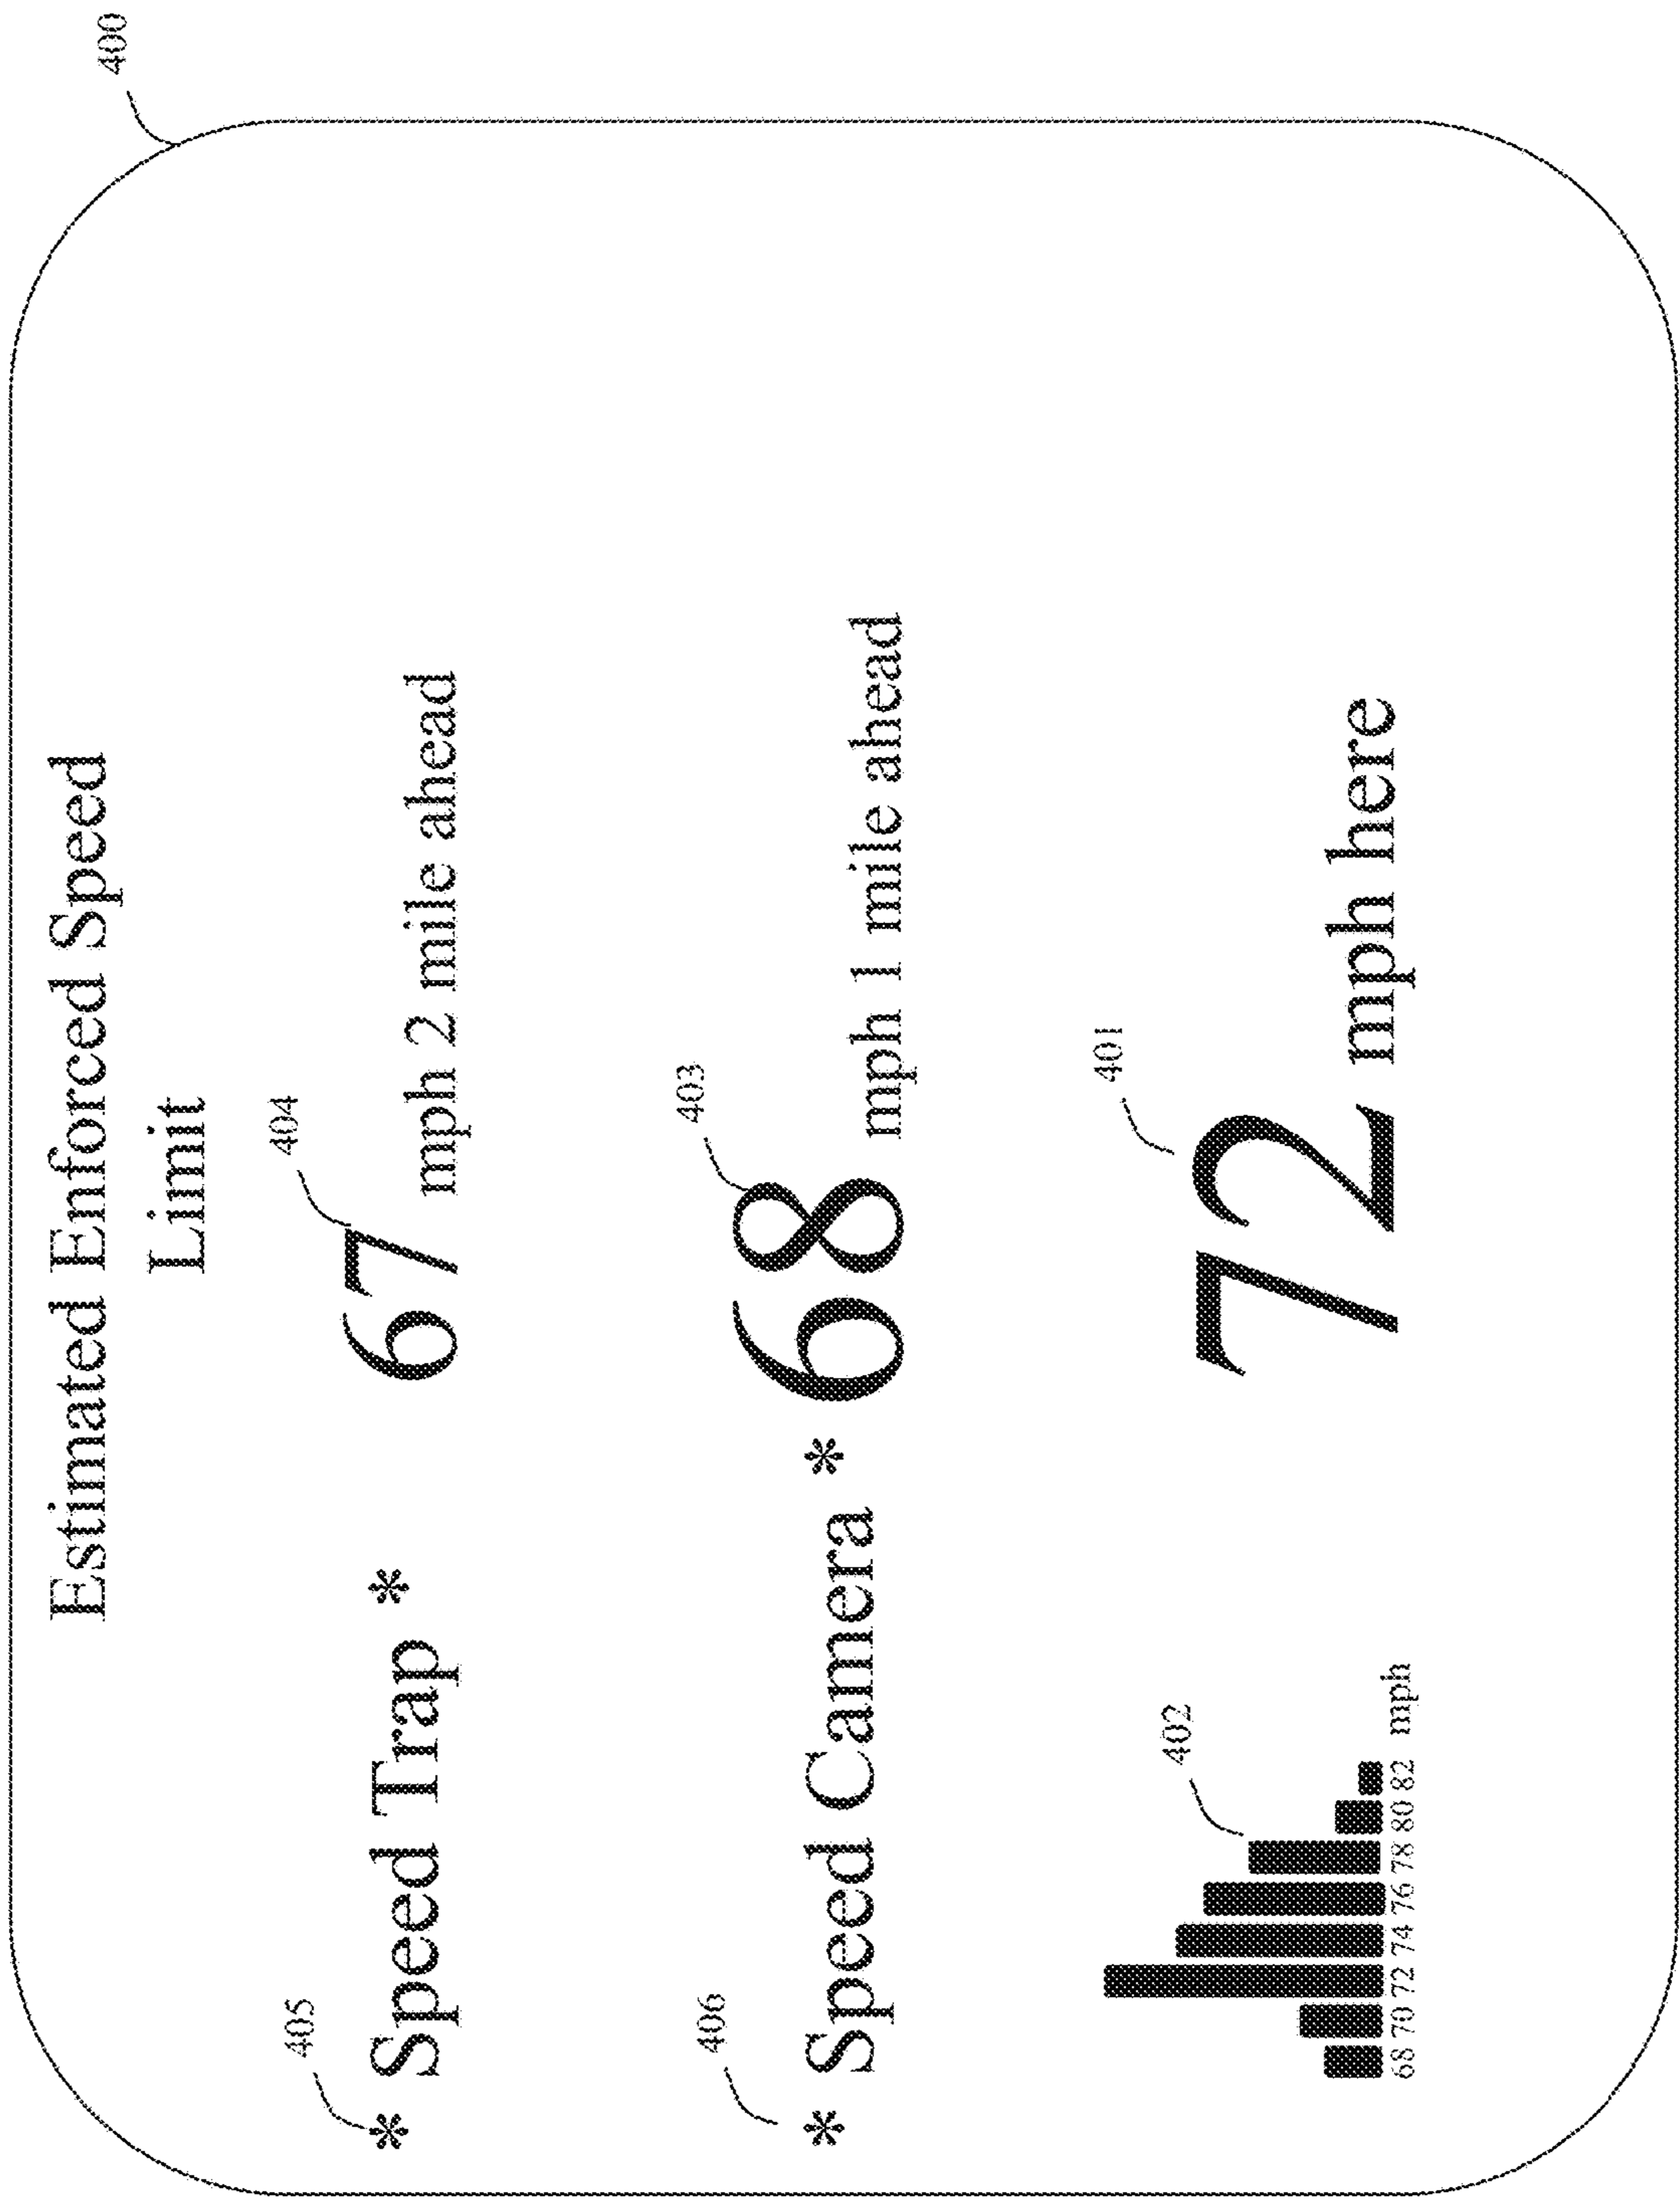 400
Estimated Enforced Speed
Limit
405
404
* Speed Trap * 67 mph 2 mile ahead
406
403
* Speed Camera * 68 mph 1 mile ahead
402
401
72 mph here
68 70 72 74 76 78 80 82 mph